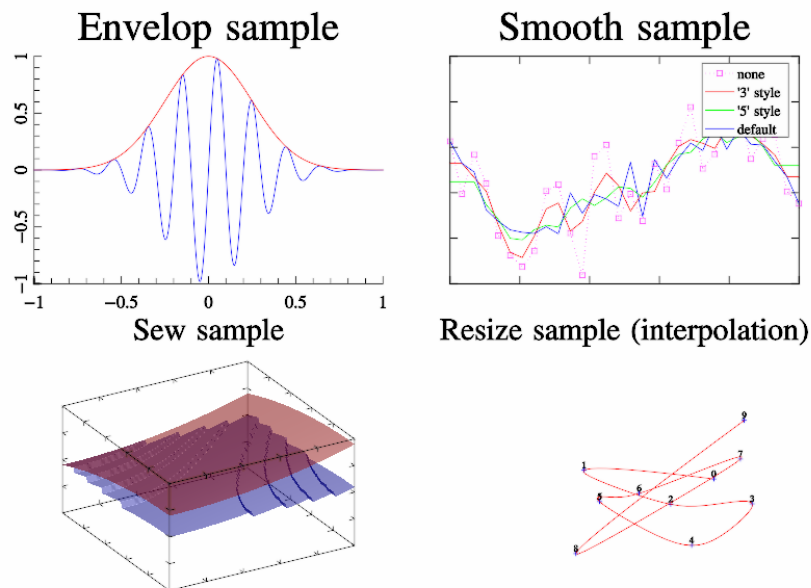 Envelop sample
1
0.5
0
−0.5
−1
−1
−0.5
0
0.5
1
Smooth sample
none
'3' style
'5' style
default
Sew sample
Resize sample (interpolation)
9
7
1
0
6
5
2
3
4
8